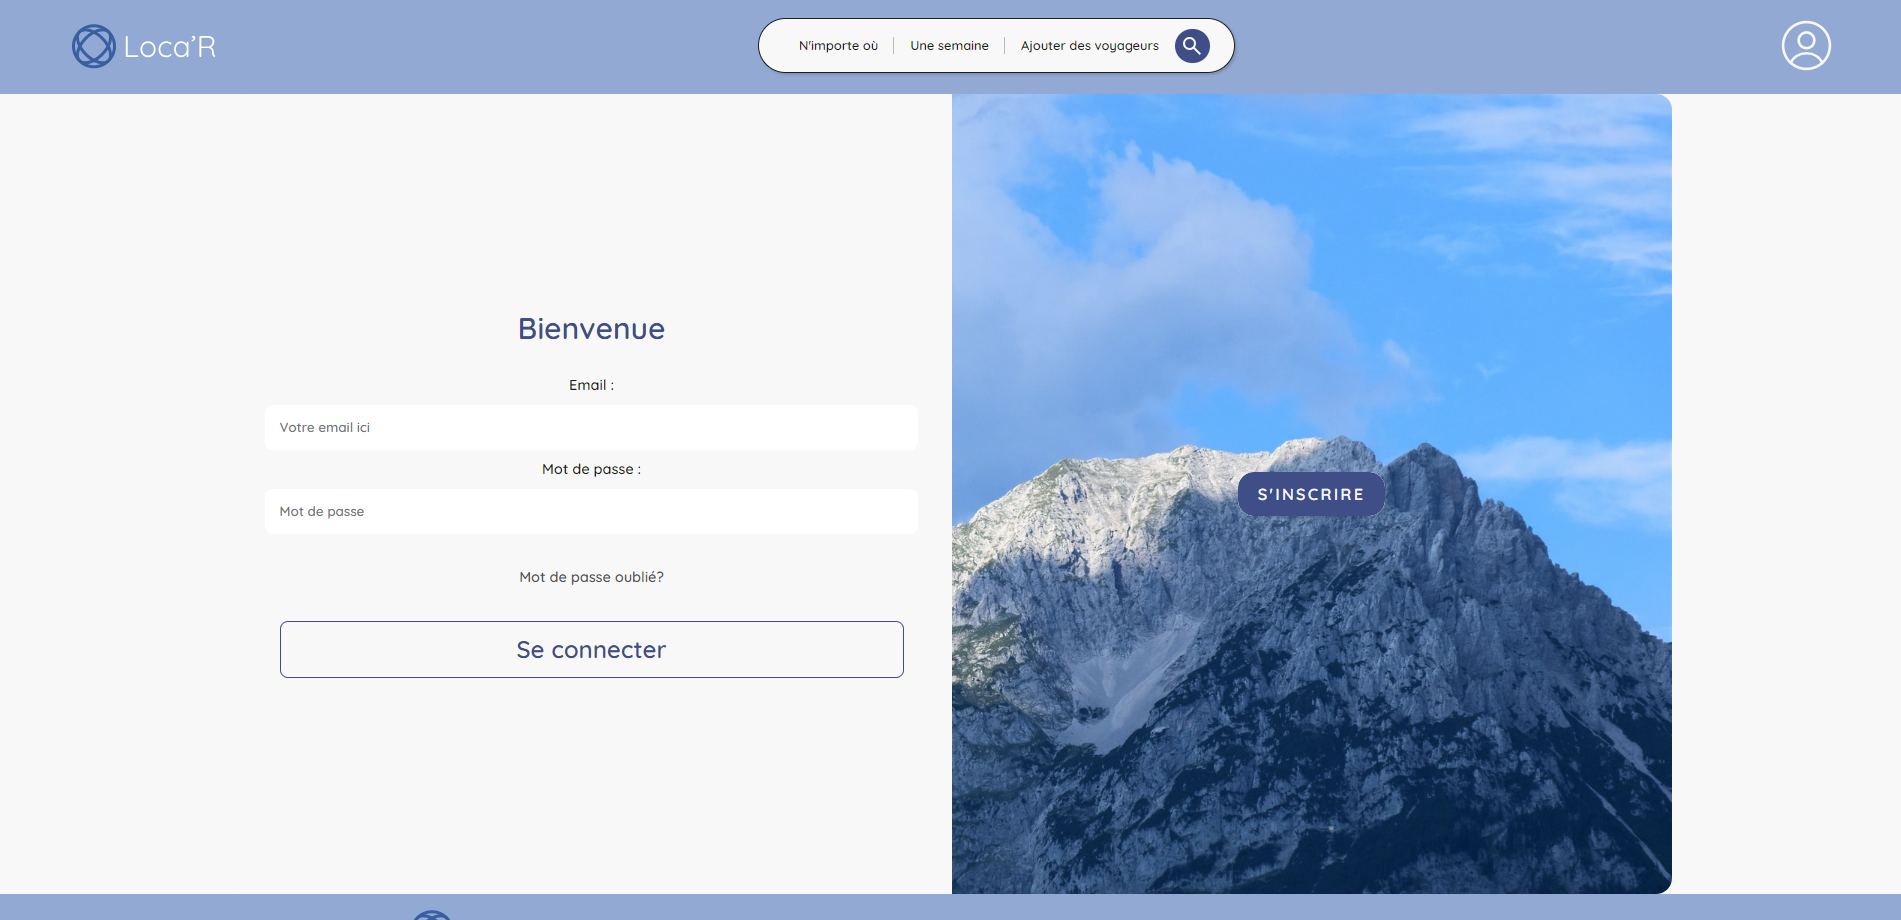 Loca'R
N'importe où
Une semaine
Ajouter des voyageurs
Bienvenue
Email :
Votre email ici
Mot de passe :
Mot de passe
Mot de passe oublié?
Se connecter
S'INSCRIRE